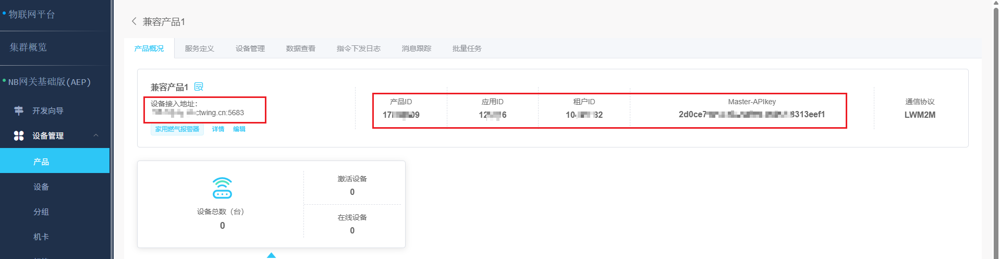 物联网平台
集群概览
NB网关基础版(AEP)
开发向导
设备管理
产品
设备
分组
机卡
兼容产品1
产品概况 服务定义 设备管理 数据查看 指令下发日志 消息跟踪 批量任务
兼容产品1
设备接入地址：
ctwing.cn:5683
家用燃气报警器 详情 编辑
产品ID 应用ID 租户ID Master-APIkey 通信协议
17 09 12 6 10 32 2d0ce7 3313eef1 LWM2M
设备总数（台）
0
激活设备
0
在线设备
0